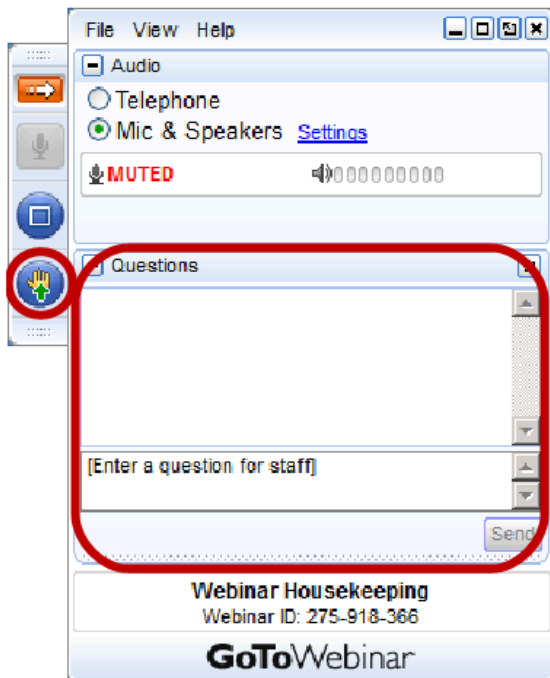 File View Help
Audio
Telephone
Mic & Speakers Settings
MUTED 000000000
Questions
[Enter a question for staff]
Send
Webinar Housekeeping
Webinar ID: 275-918-366
GoToWebinar